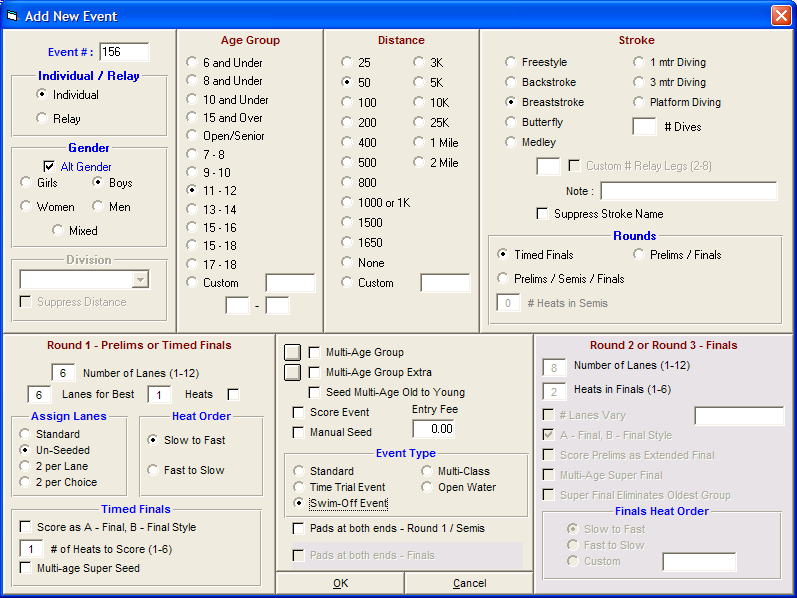 Add New Event
Event # : 156
Individual / Relay
Individual
Relay
Gender
Alt Gender
Girls Boys
Women Men
Mixed
Division
Suppress Distance
Age Group
6 and Under
8 and Under
10 and Under
15 and Over
Open/Senior
7 - 8
9 - 10
11 - 12
13 - 14
15 - 16
15 - 18
17 - 18
Custom
-
Distance
25 3K
50 5K
100 10K
200 25K
400 1 Mile
500 2 Mile
800
1000 or 1K
1500
1650
None
Custom
Stroke
Freestyle 1 mtr Diving
Backstroke 3 mtr Diving
Breaststroke Platform Diving
Butterfly # Dives
Medley
Custom # Relay Legs (2-8)
Note :
Suppress Stroke Name
Rounds
Timed Finals Prelims / Finals
Prelims / Semis / Finals
0 # Heats in Semis
Round 1 - Prelims or Timed Finals
6 Number of Lanes (1-12)
6 Lanes for Best 1 Heats
Assign Lanes
Standard
Un-Seeded
2 per Lane
2 per Choice
Heat Order
Slow to Fast
Fast to Slow
Timed Finals
Score as A - Final, B - Final Style
1 # of Heats to Score (1-6)
Multi-age Super Seed
Multi-Age Group
Multi-Age Group Extra
Seed Multi-Age Old to Young
Score Event Entry Fee
Manual Seed 0.00
Event Type
Standard Multi-Class
Time Trial Event Open Water
Swim-Off Event
Pads at both ends - Round 1 / Semis
Pads at both ends - Finals
OK Cancel
Round 2 or Round 3 - Finals
8 Number of Lanes (1-12)
2 Heats in Finals (1-6)
# Lanes Vary
A - Final, B - Final Style
Score Prelims as Extended Final
Multi-Age Super Final
Super Final Eliminates Oldest Group
Finals Heat Order
Slow to Fast
Fast to Slow
Custom